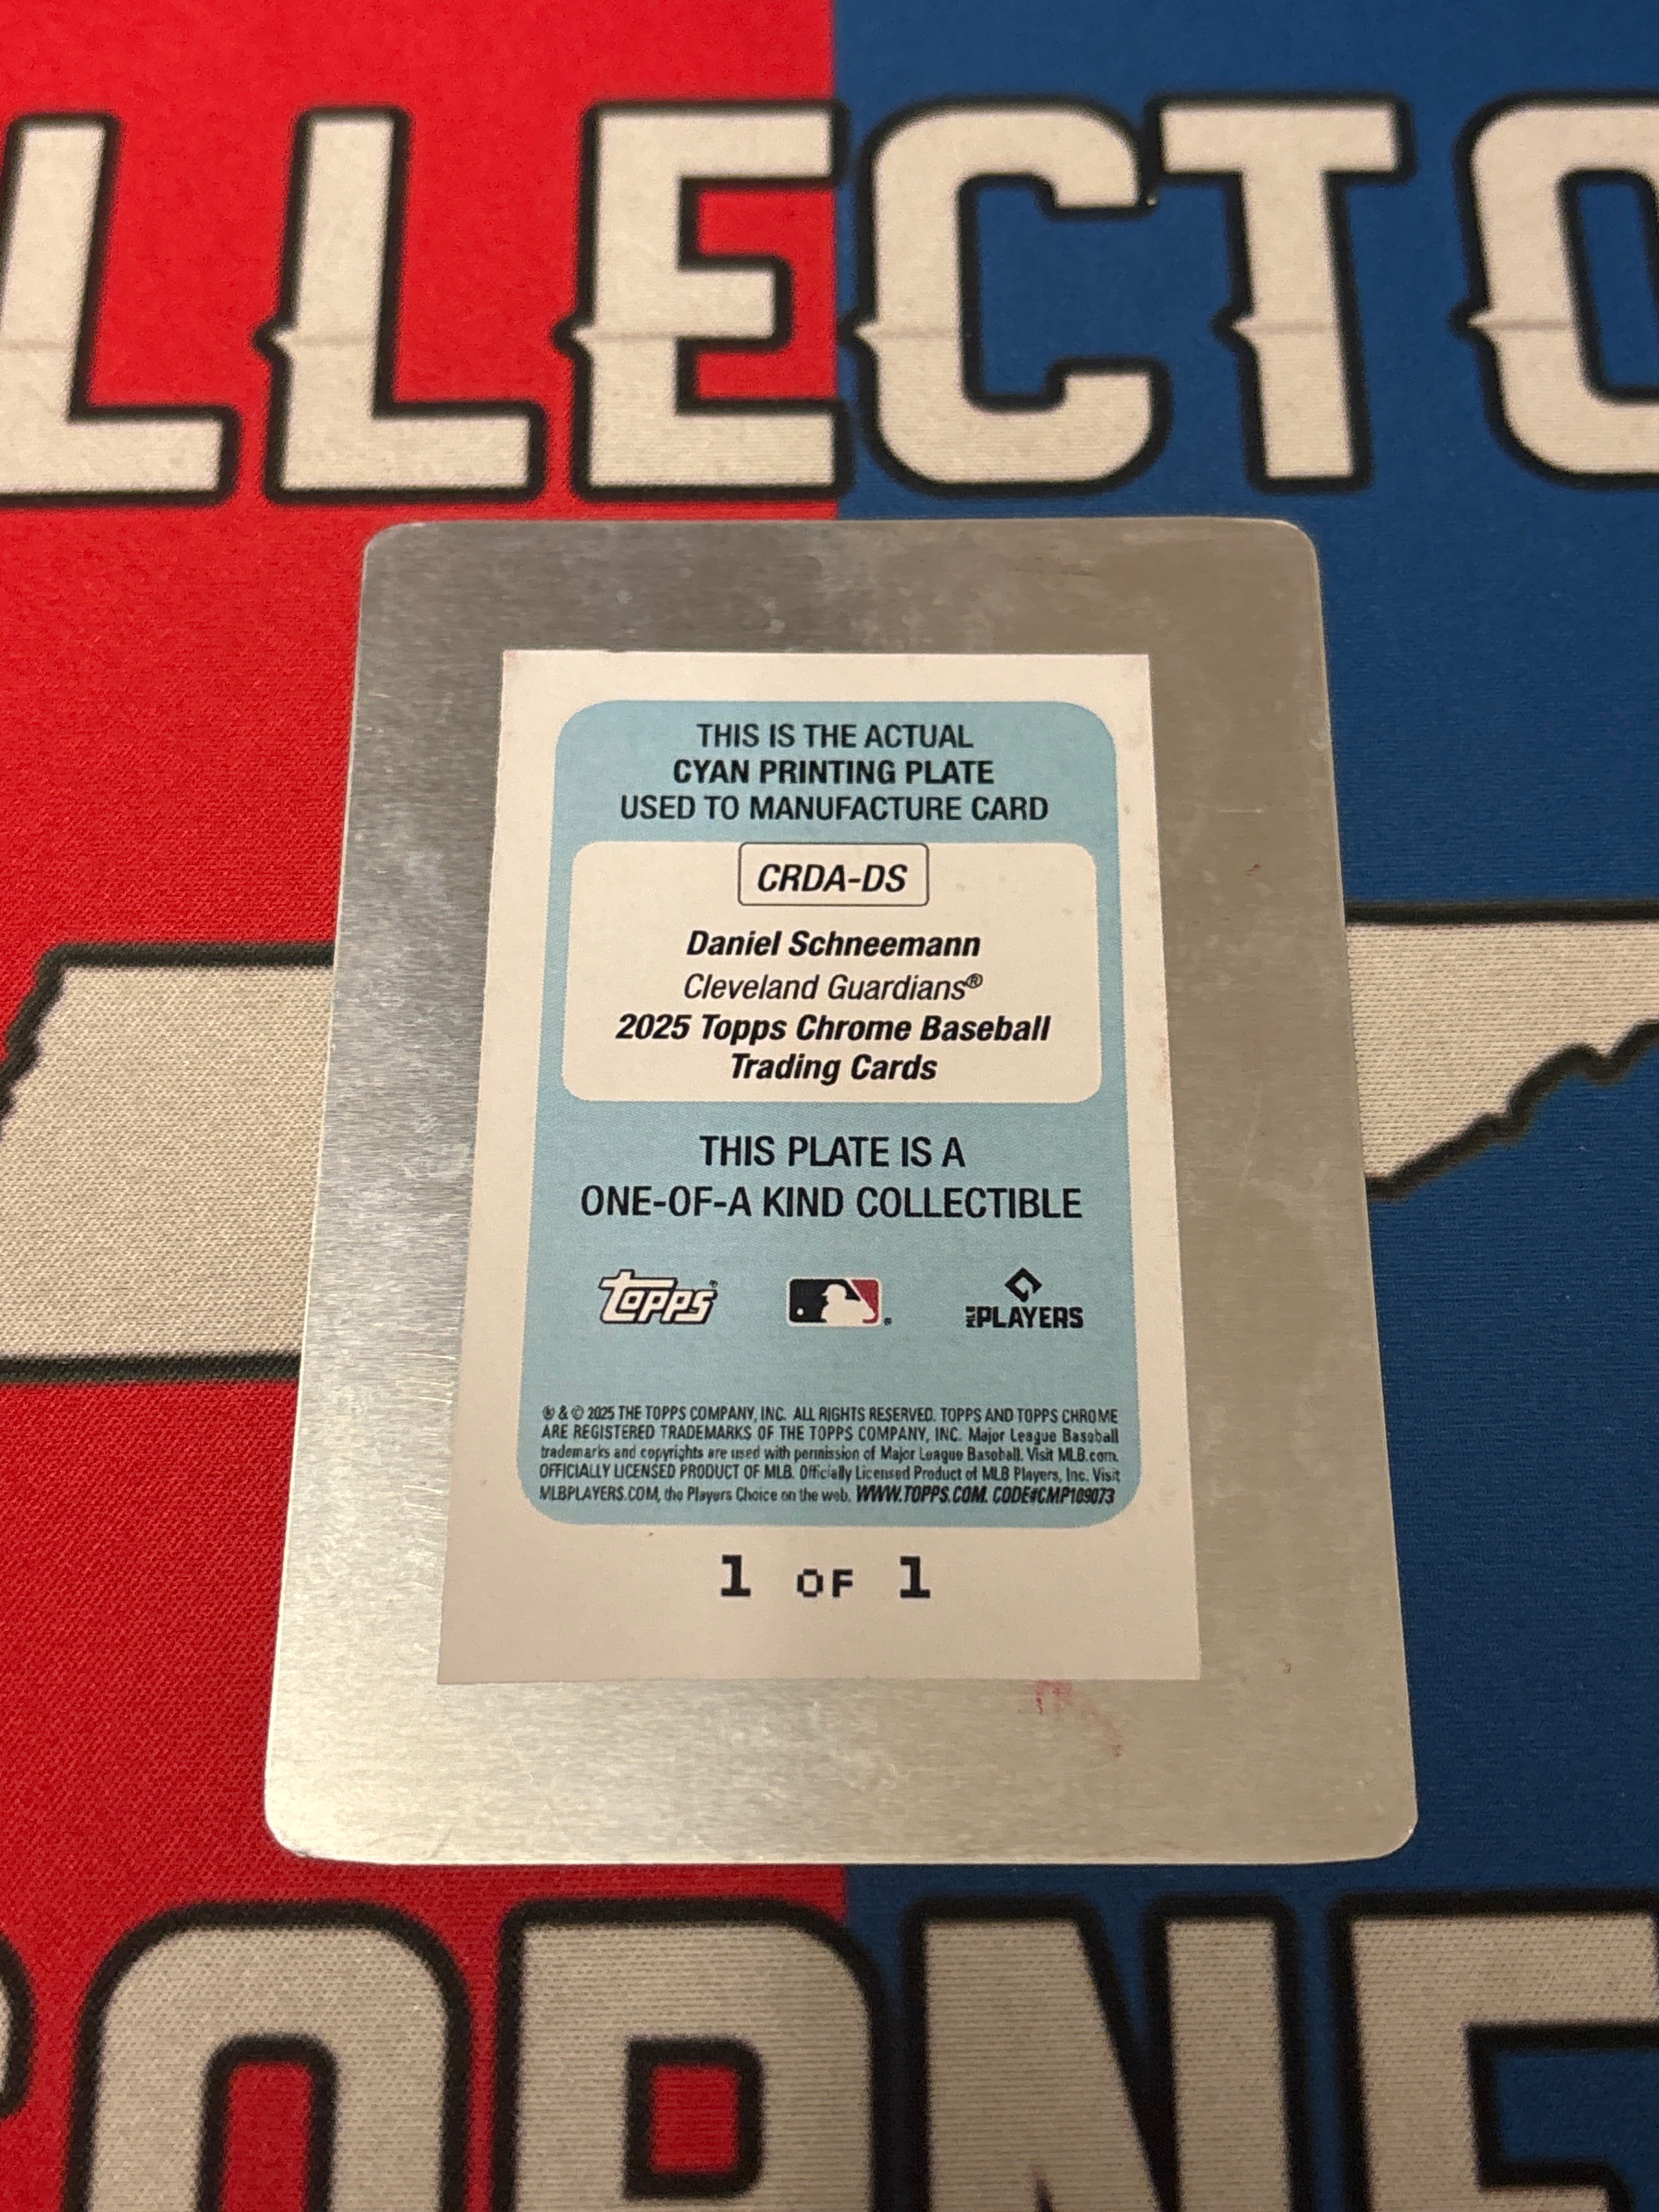 LLECTO
THIS IS THE ACTUAL
CYAN PRINTING PLATE
USED TO MANUFACTURE CARD
CRDA-DS
Daniel Schneemann
Cleveland Guardians®
2025 Topps Chrome Baseball
Trading Cards
THIS PLATE IS A
ONE-OF-A KIND COLLECTIBLE
Topps® ® MLB PLAYERS
® & © 2025 THE TOPPS COMPANY, INC. ALL RIGHTS RESERVED. TOPPS AND TOPPS CHROME
ARE REGISTERED TRADEMARKS OF THE TOPPS COMPANY, INC. Major League Baseball
trademarks and copyrights are used with permission of Major League Baseball. Visit MLB.com.
OFFICIALLY LICENSED PRODUCT OF MLB. Officially Licensed Product of MLB Players, Inc. Visit
MLBPLAYERS.COM, the Players Choice on the web. WWW.TOPPS.COM. CODE#CMP109073
1 OF 1
ORNE